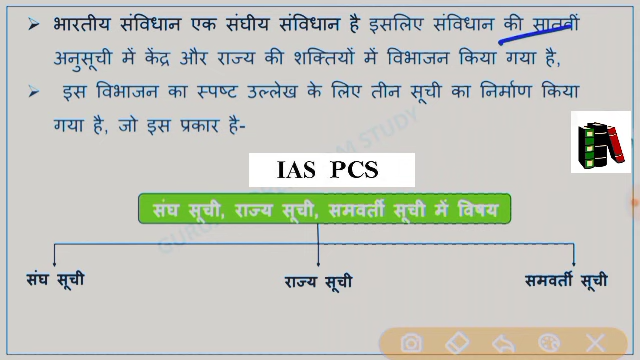 ➢ भारतीय संविधान एक संघीय संविधान है इसलिए संविधान की सातवीं
अनुसूची में केंद्र और राज्य की शक्तियों में विभाजन किया गया है,
➢ इस विभाजन का स्पष्ट उल्लेख के लिए तीन सूची का निर्माण किया
गया है, जो इस प्रकार है-
IAS PCS
संघ सूची, राज्य सूची, समवर्ती सूची में विषय
संघ सूची
राज्य सूची
समवर्ती सूची